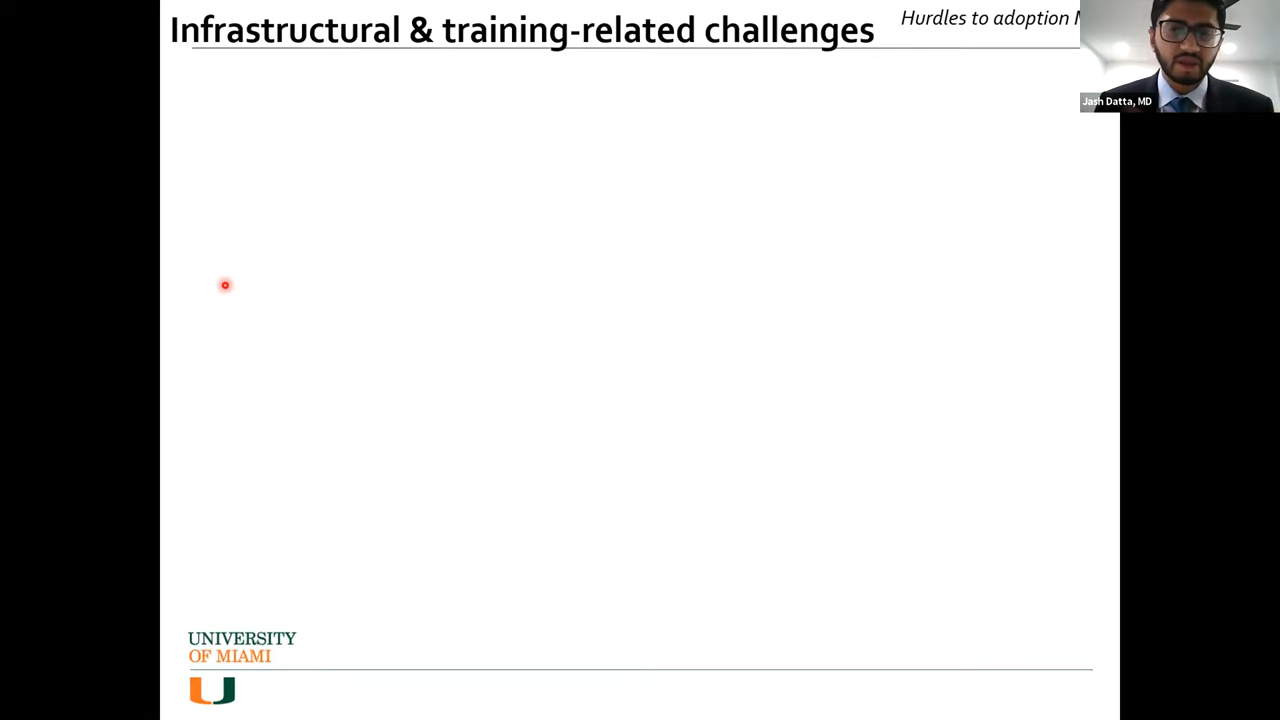 Infrastructural & training-related challenges
Hurdles to adoption
Jash Datta, MD
UNIVERSITY
OF MIAMI